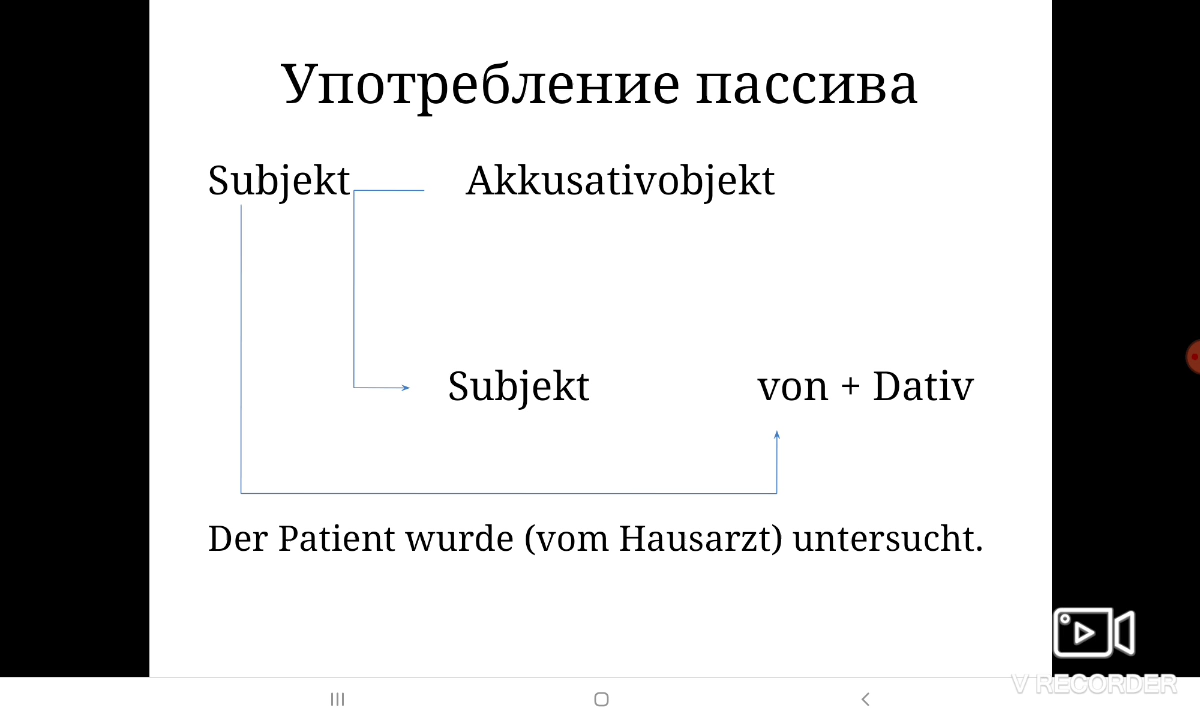 Употребление пассива
Subjekt Akkusativobjekt
Subjekt von + Dativ
Der Patient wurde (vom Hausarzt) untersucht.
V RECORDER